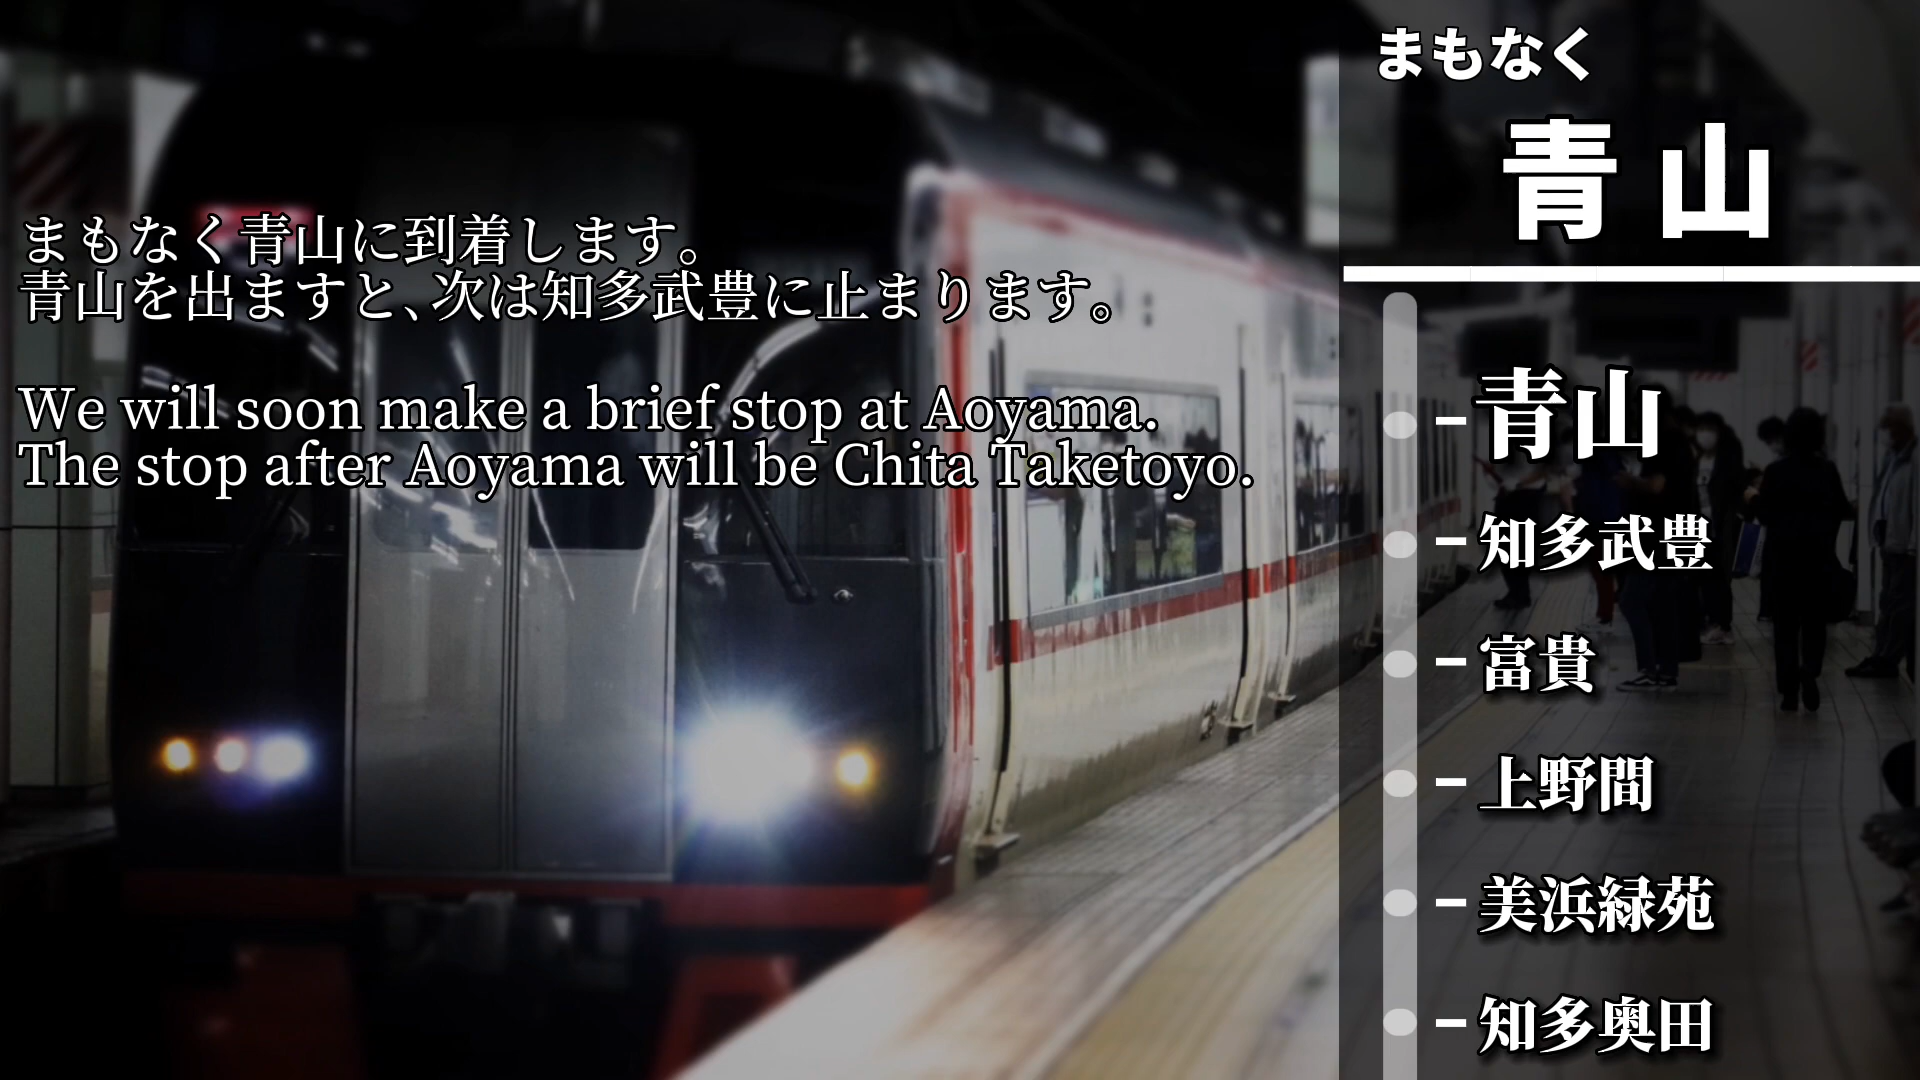 まもなく
青山
まもなく青山に到着します。
青山を出ますと、次は知多武豊に止まります。
We will soon make a brief stop at Aoyama.
The stop after Aoyama will be Chita Taketoyo.
青山
知多武豊
富貴
上野間
美浜緑苑
知多奥田